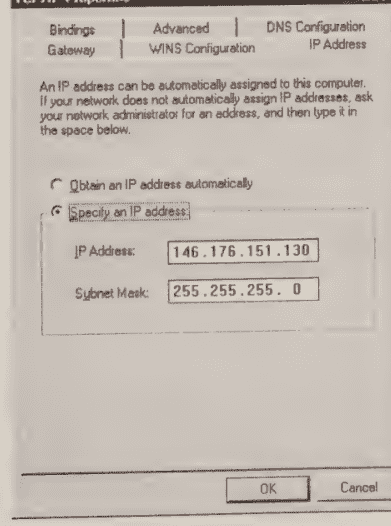 Bindings Advanced DNS Configuration
Gateway WINS Configuration IP Address
An IP address can be automatically assigned to this computer.
If your network does not automatically assign IP addresses, ask
your network administrator for an address, and then type it in
the space below.
Obtain an IP address automatically
Specify an IP address:
IP Address: 146.176.151.130
Subnet Mask: 255.255.255. 0
OK Cancel